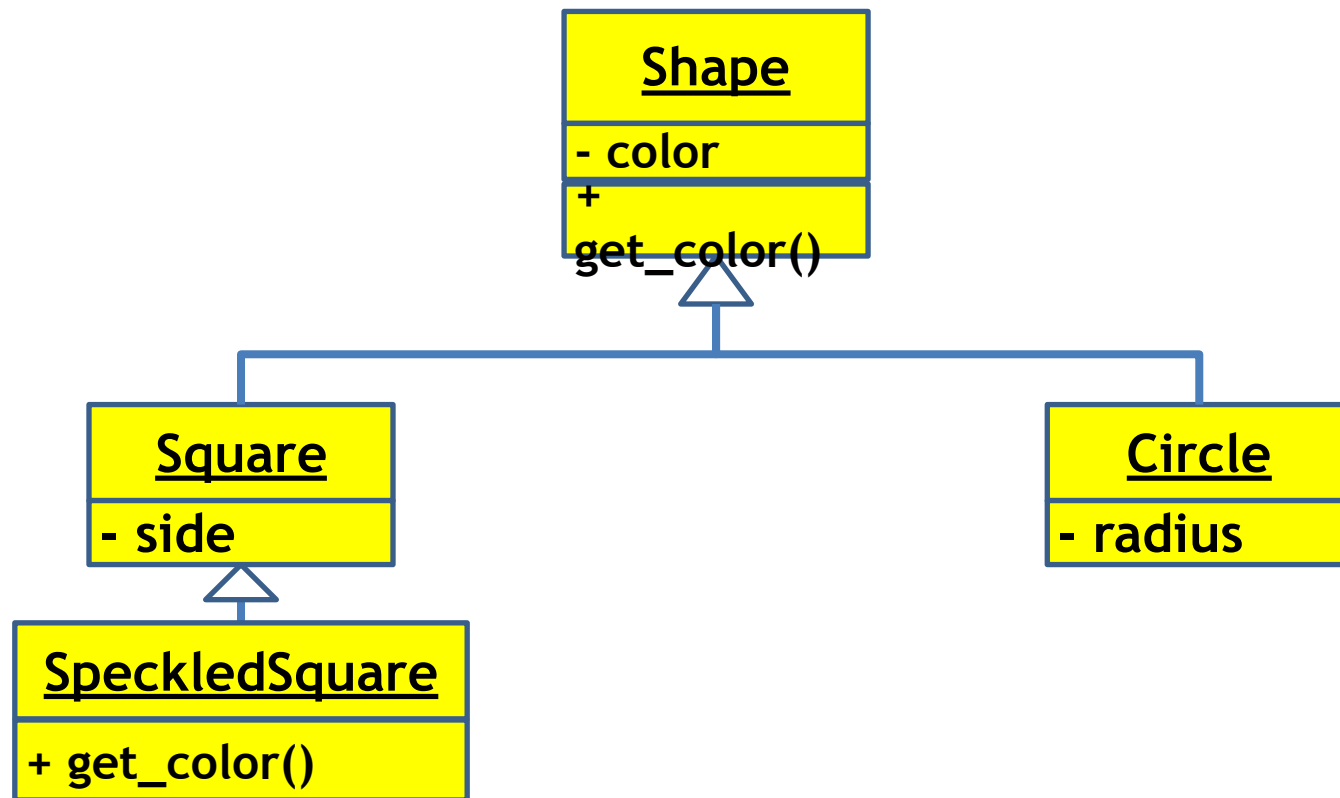 Shape
- color
+
get_color()
Square
- side
Circle
- radius
SpeckledSquare
+ get_color()